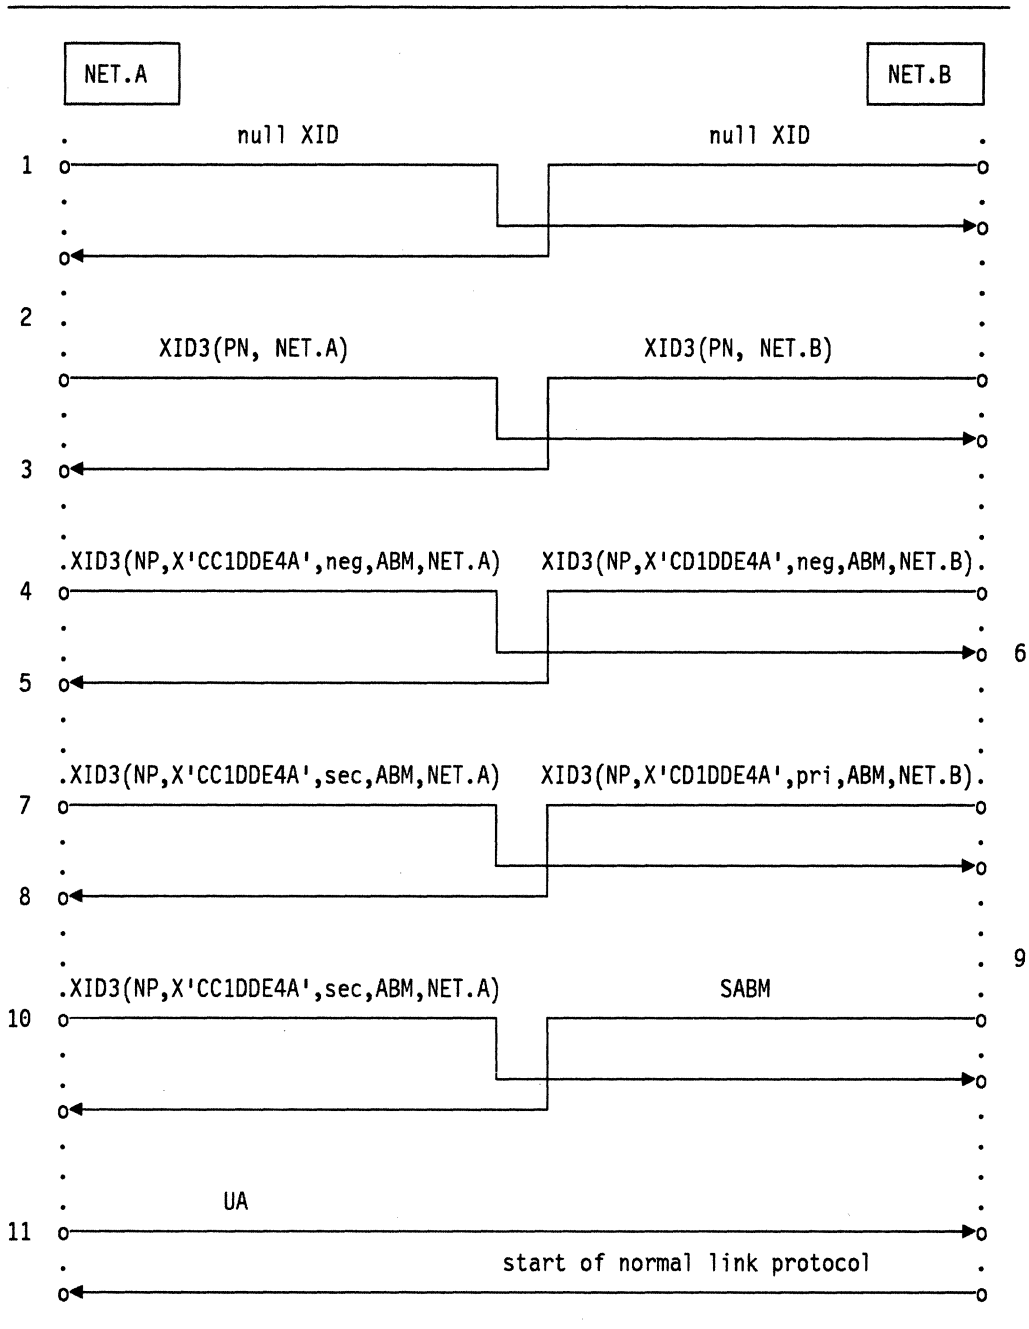 NET.A NET.B
null XID null XID
1
2
XID3(PN, NET.A) XID3(PN, NET.B)
3
.XID3(NP,X'CC1DDE4A',neg,ABM,NET.A) XID3(NP,X'CD1DDE4A',neg,ABM,NET.B).
4
6
5
.XID3(NP,X'CC1DDE4A',sec,ABM,NET.A) XID3(NP,X'CD1DDE4A',pri,ABM,NET.B).
7
8
9
.XID3(NP,X'CC1DDE4A',sec,ABM,NET.A) SABM
10
UA
11
start of normal link protocol